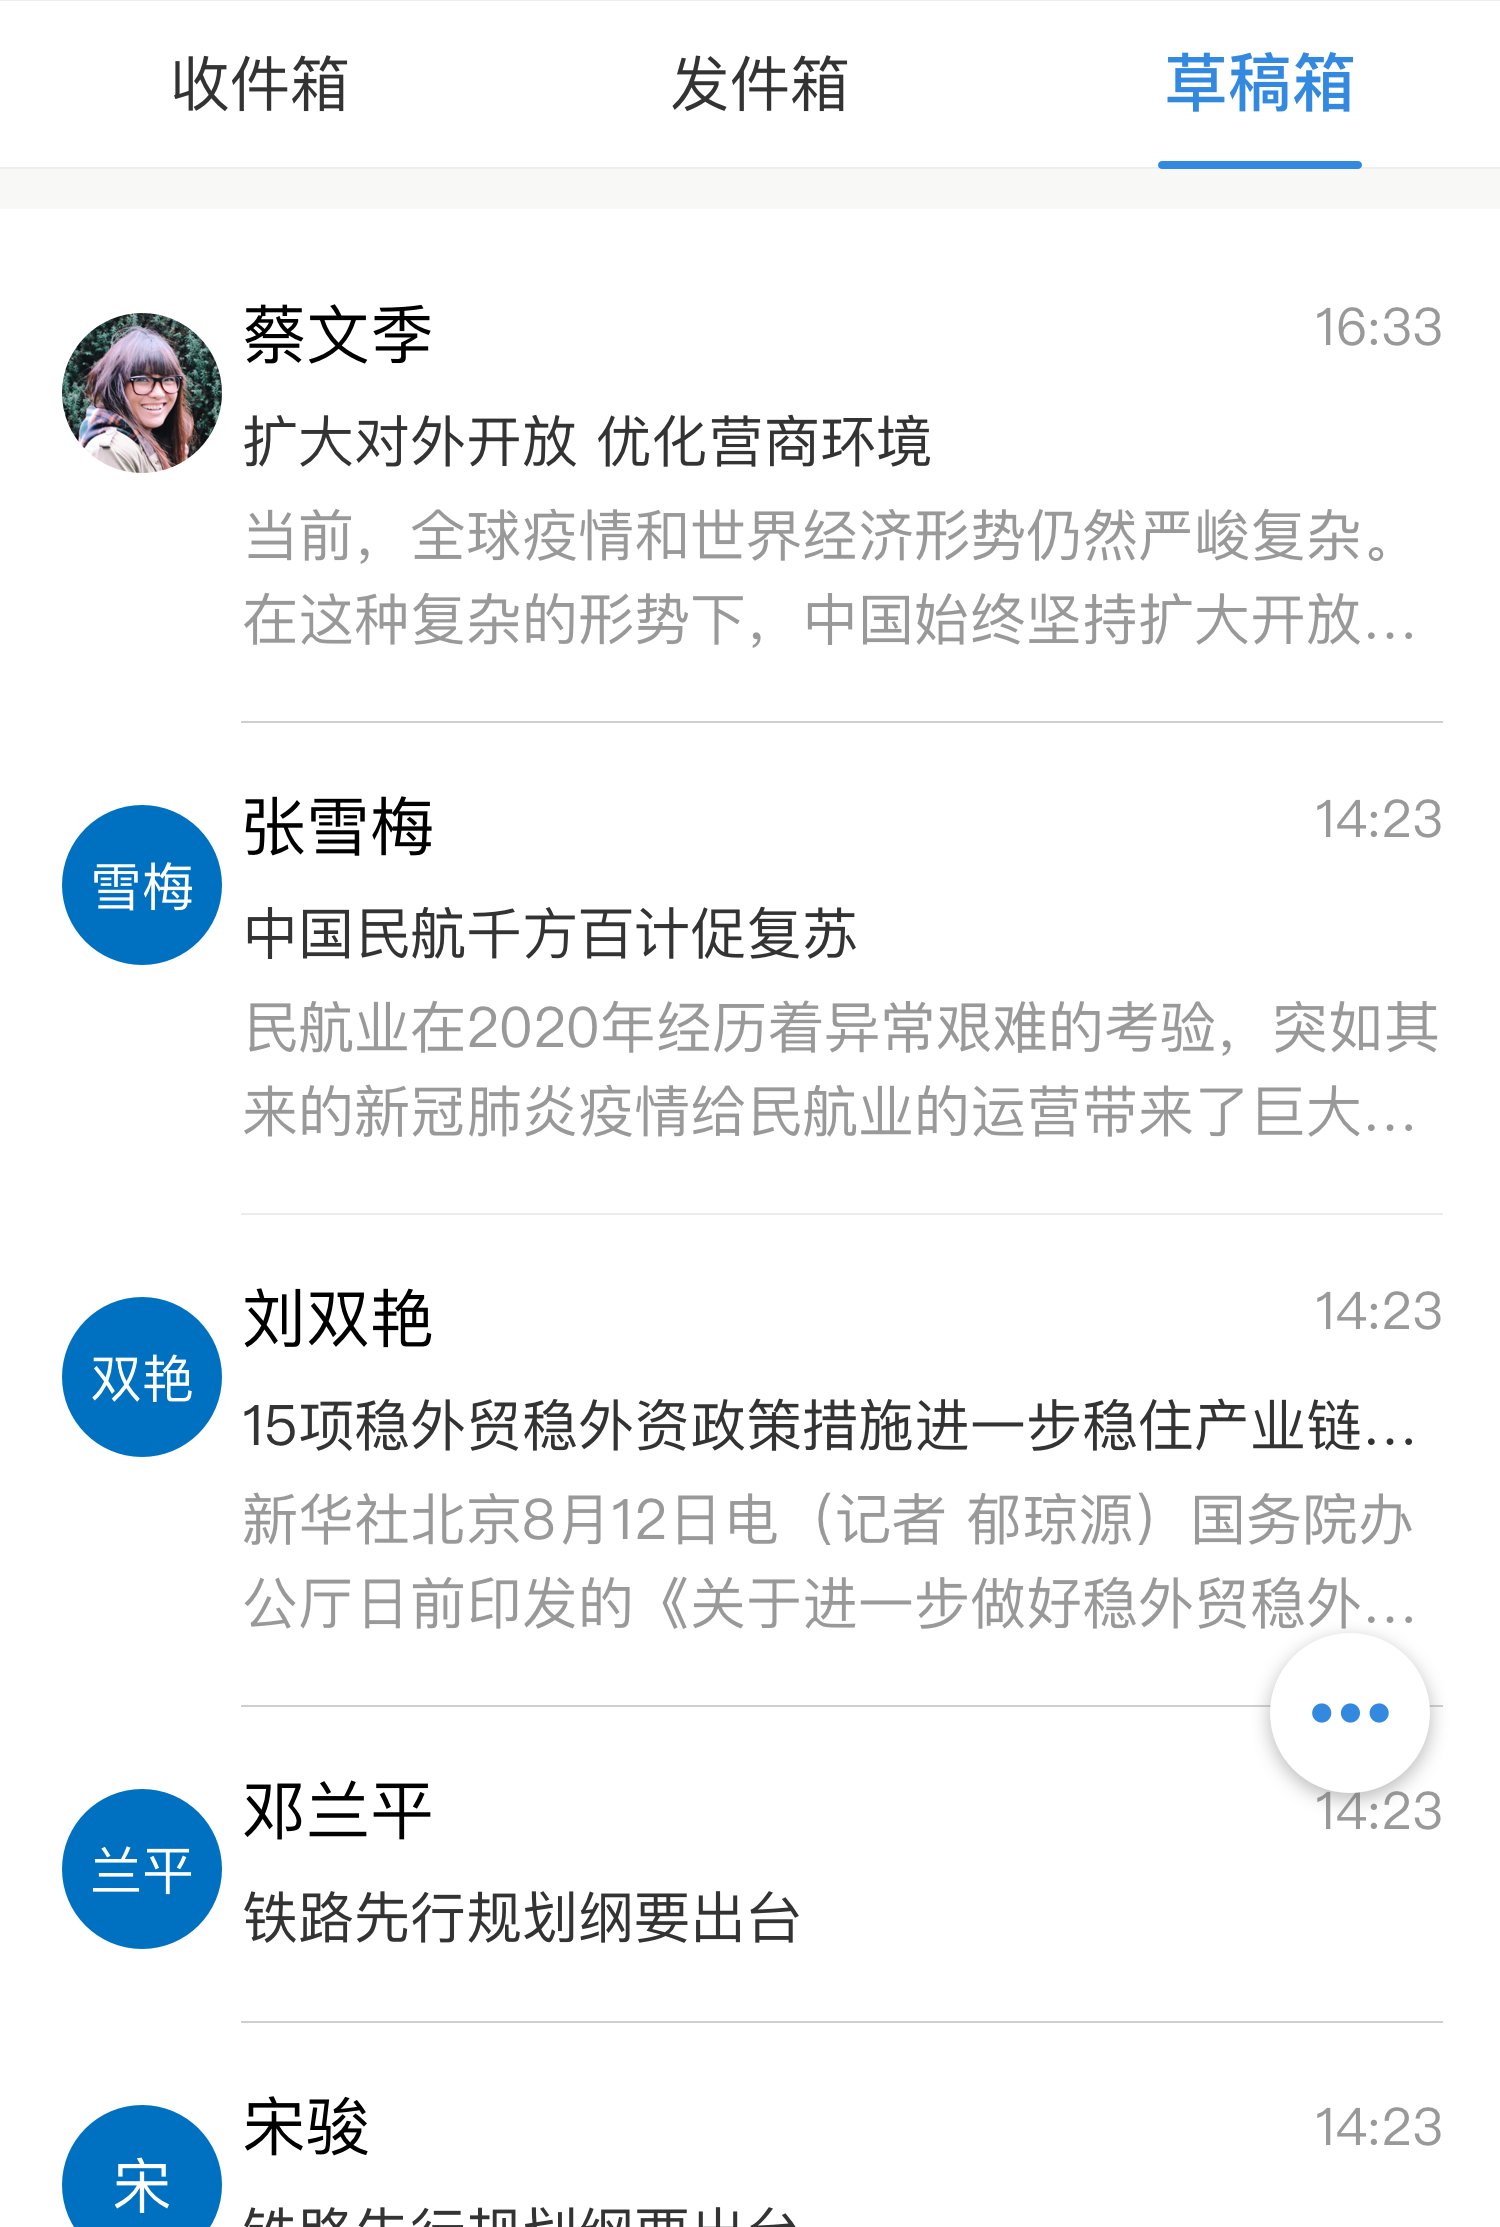 收件箱 发件箱 草稿箱
蔡文季 16:33
扩大对外开放 优化营商环境
当前，全球疫情和世界经济形势仍然严峻复杂。
在这种复杂的形势下，中国始终坚持扩大开放...
雪梅
张雪梅 14:23
中国民航千方百计促复苏
民航业在2020年经历着异常艰难的考验，突如其
来的新冠肺炎疫情给民航业的运营带来了巨大...
双艳
刘双艳 14:23
15项稳外贸稳外资政策措施进一步稳住产业链...
新华社北京8月12日电（记者 郁琼源）国务院办
公厅日前印发的《关于进一步做好稳外贸稳外...
兰平
邓兰平 14:23
铁路先行规划纲要出台
宋
宋骏 14:23
铁路先行规划纲要出台